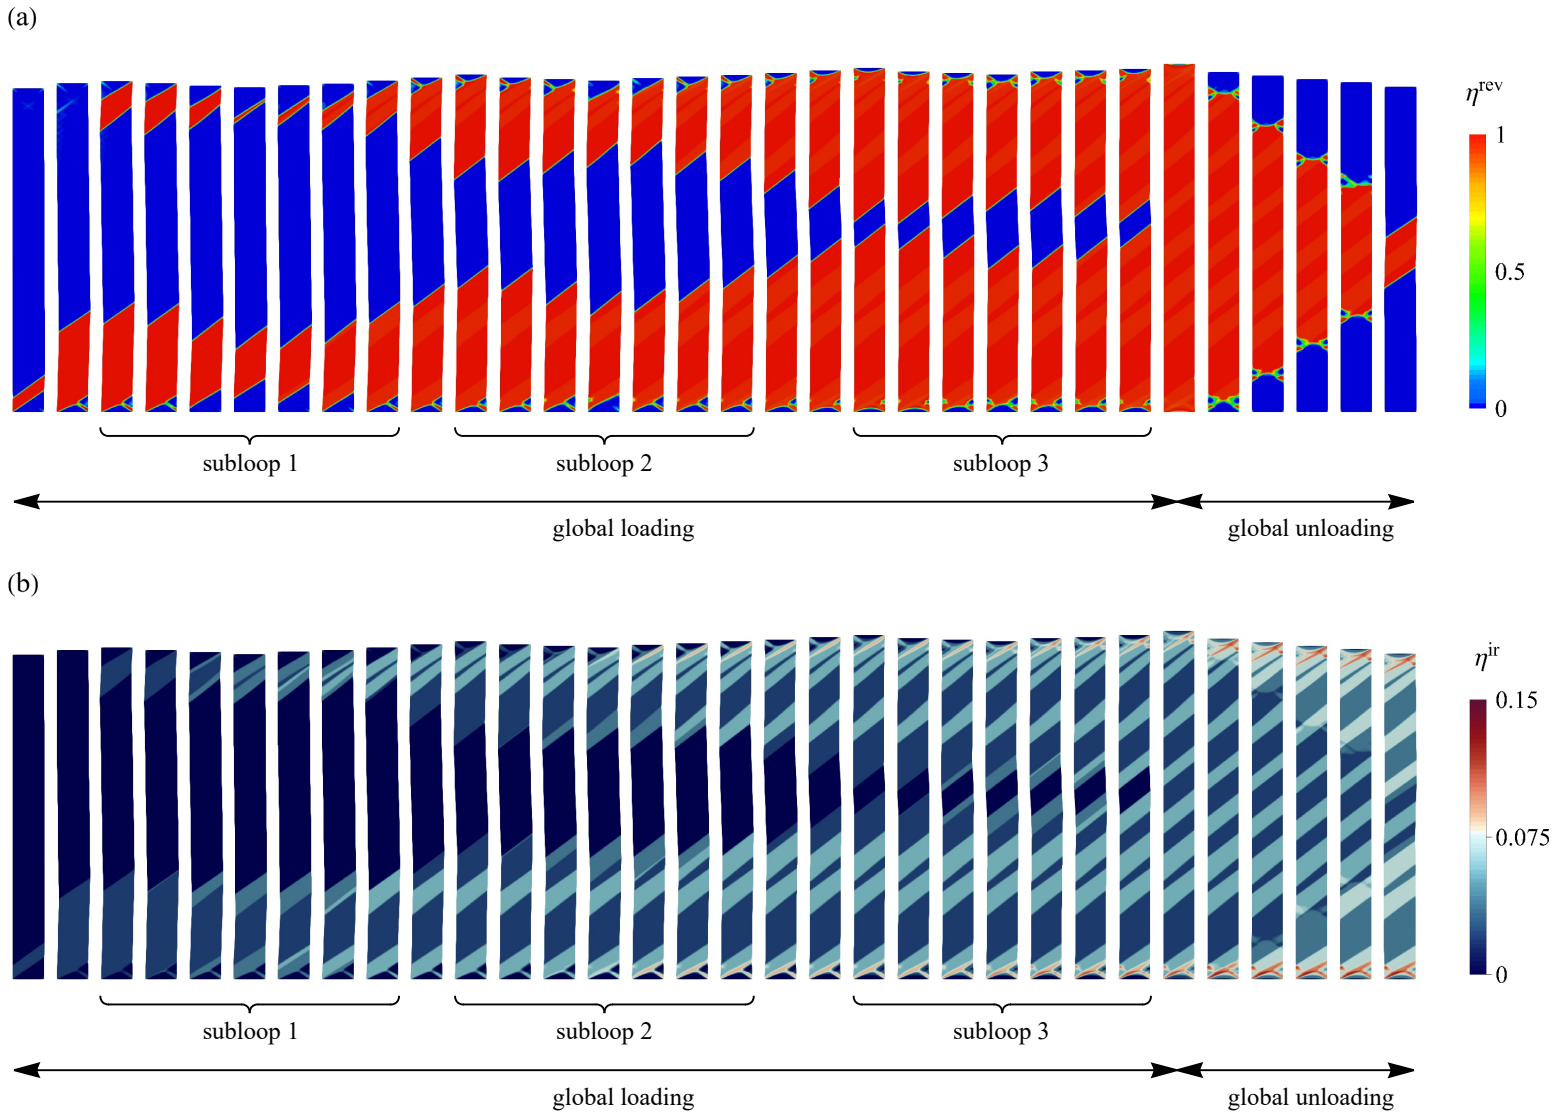 (a)
η^rev
1
0.5
0
subloop 1
subloop 2
subloop 3
global loading
global unloading
(b)
η^ir
0.15
0.075
0
subloop 1
subloop 2
subloop 3
global loading
global unloading